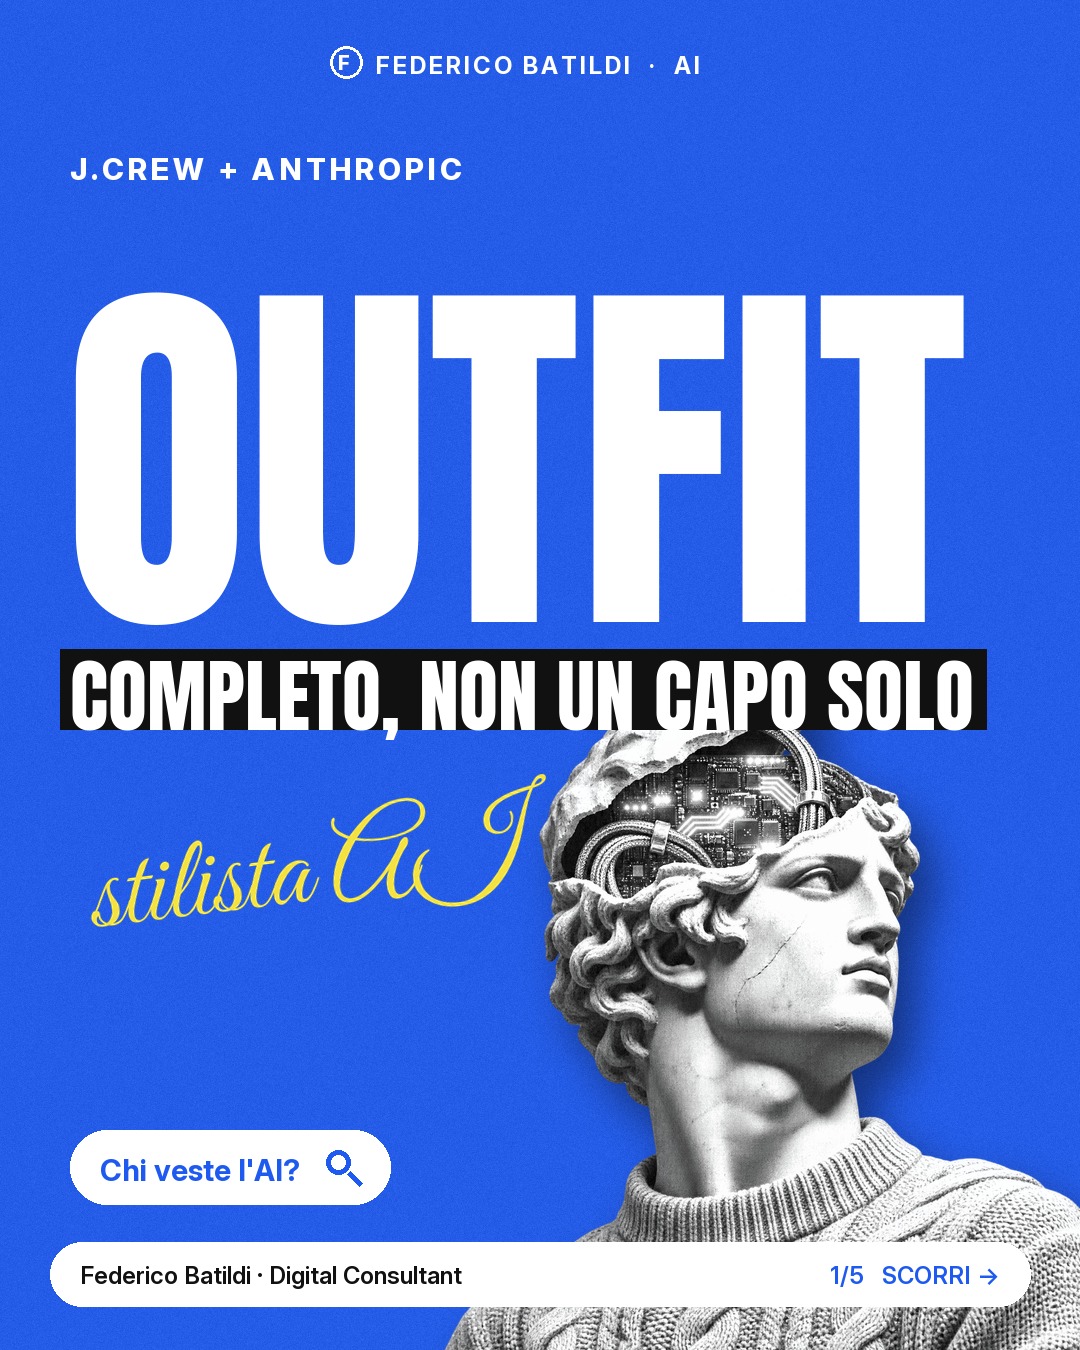 F FEDERICO BATILDI · AI
J.CREW + ANTHROPIC
OUTFIT
COMPLETO, NON UN CAPO SOLO
stilista AI
Chi veste l'AI?
Federico Batildi · Digital Consultant 1/5 SCORRI →